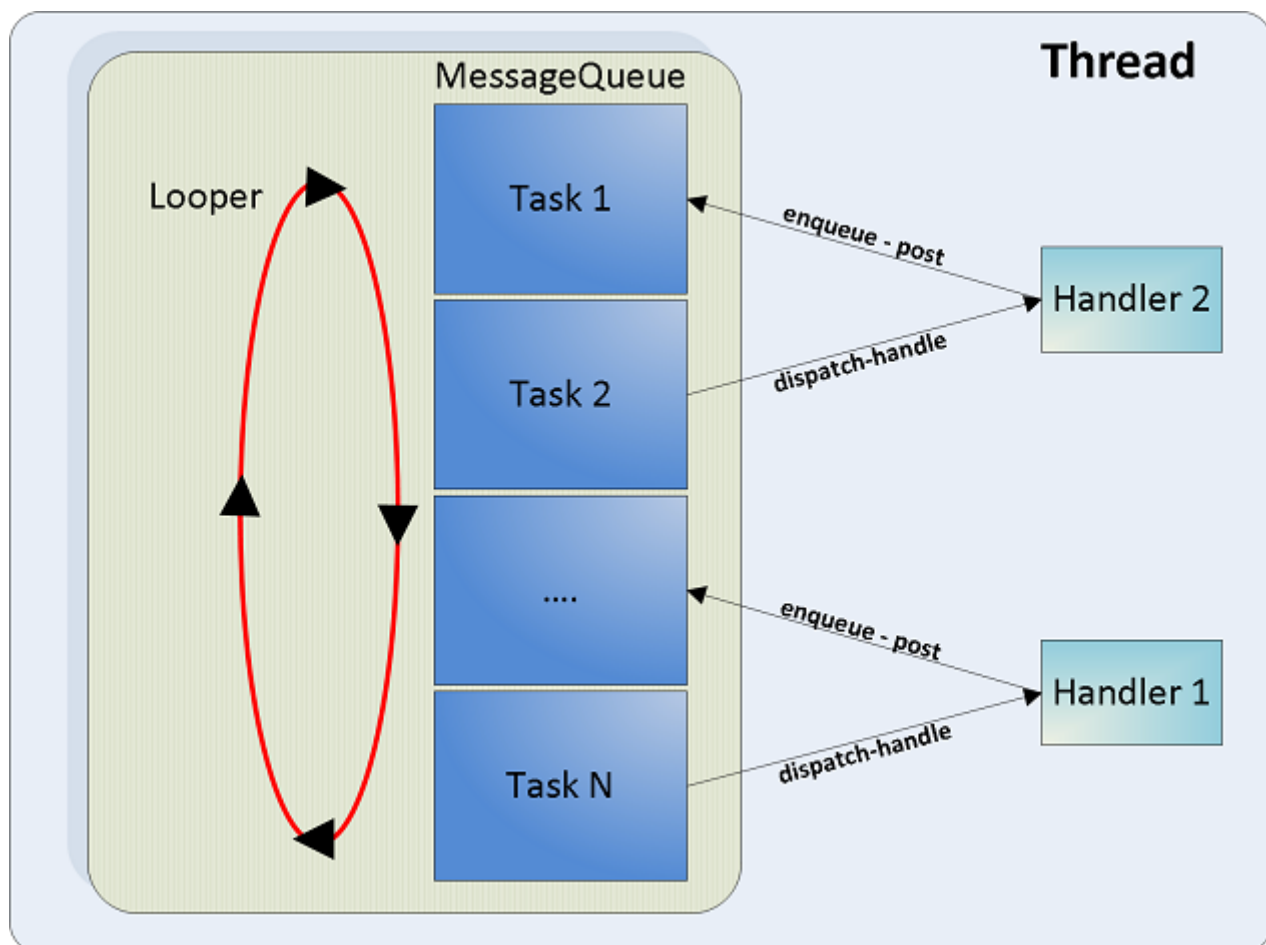 Thread
MessageQueue
Looper
Task 1
enqueue - post
Handler 2
dispatch-handle
Task 2
....
enqueue - post
Handler 1
dispatch-handle
Task N